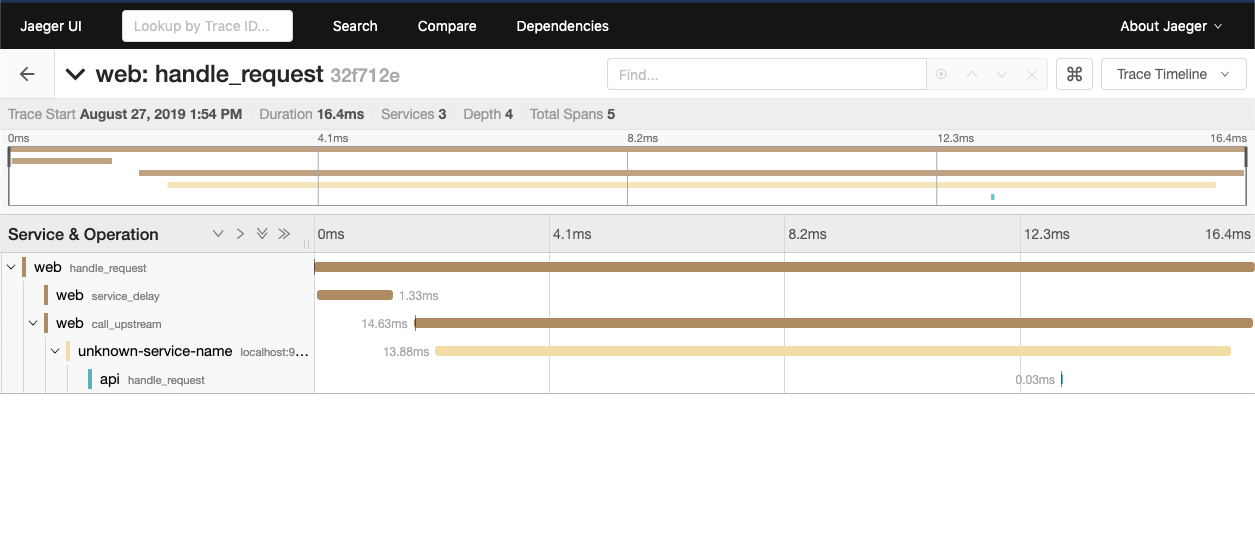 Jaeger UI Lookup by Trace ID... Search Compare Dependencies About Jaeger
web: handle_request 32f712e Find... Trace Timeline
Trace Start August 27, 2019 1:54 PM Duration 16.4ms Services 3 Depth 4 Total Spans 5
0ms 4.1ms 8.2ms 12.3ms 16.4ms
Service & Operation 0ms 4.1ms 8.2ms 12.3ms 16.4ms
web handle_request
web service_delay 1.33ms
web call_upstream 14.63ms
unknown-service-name localhost:9... 13.88ms
api handle_request 0.03ms